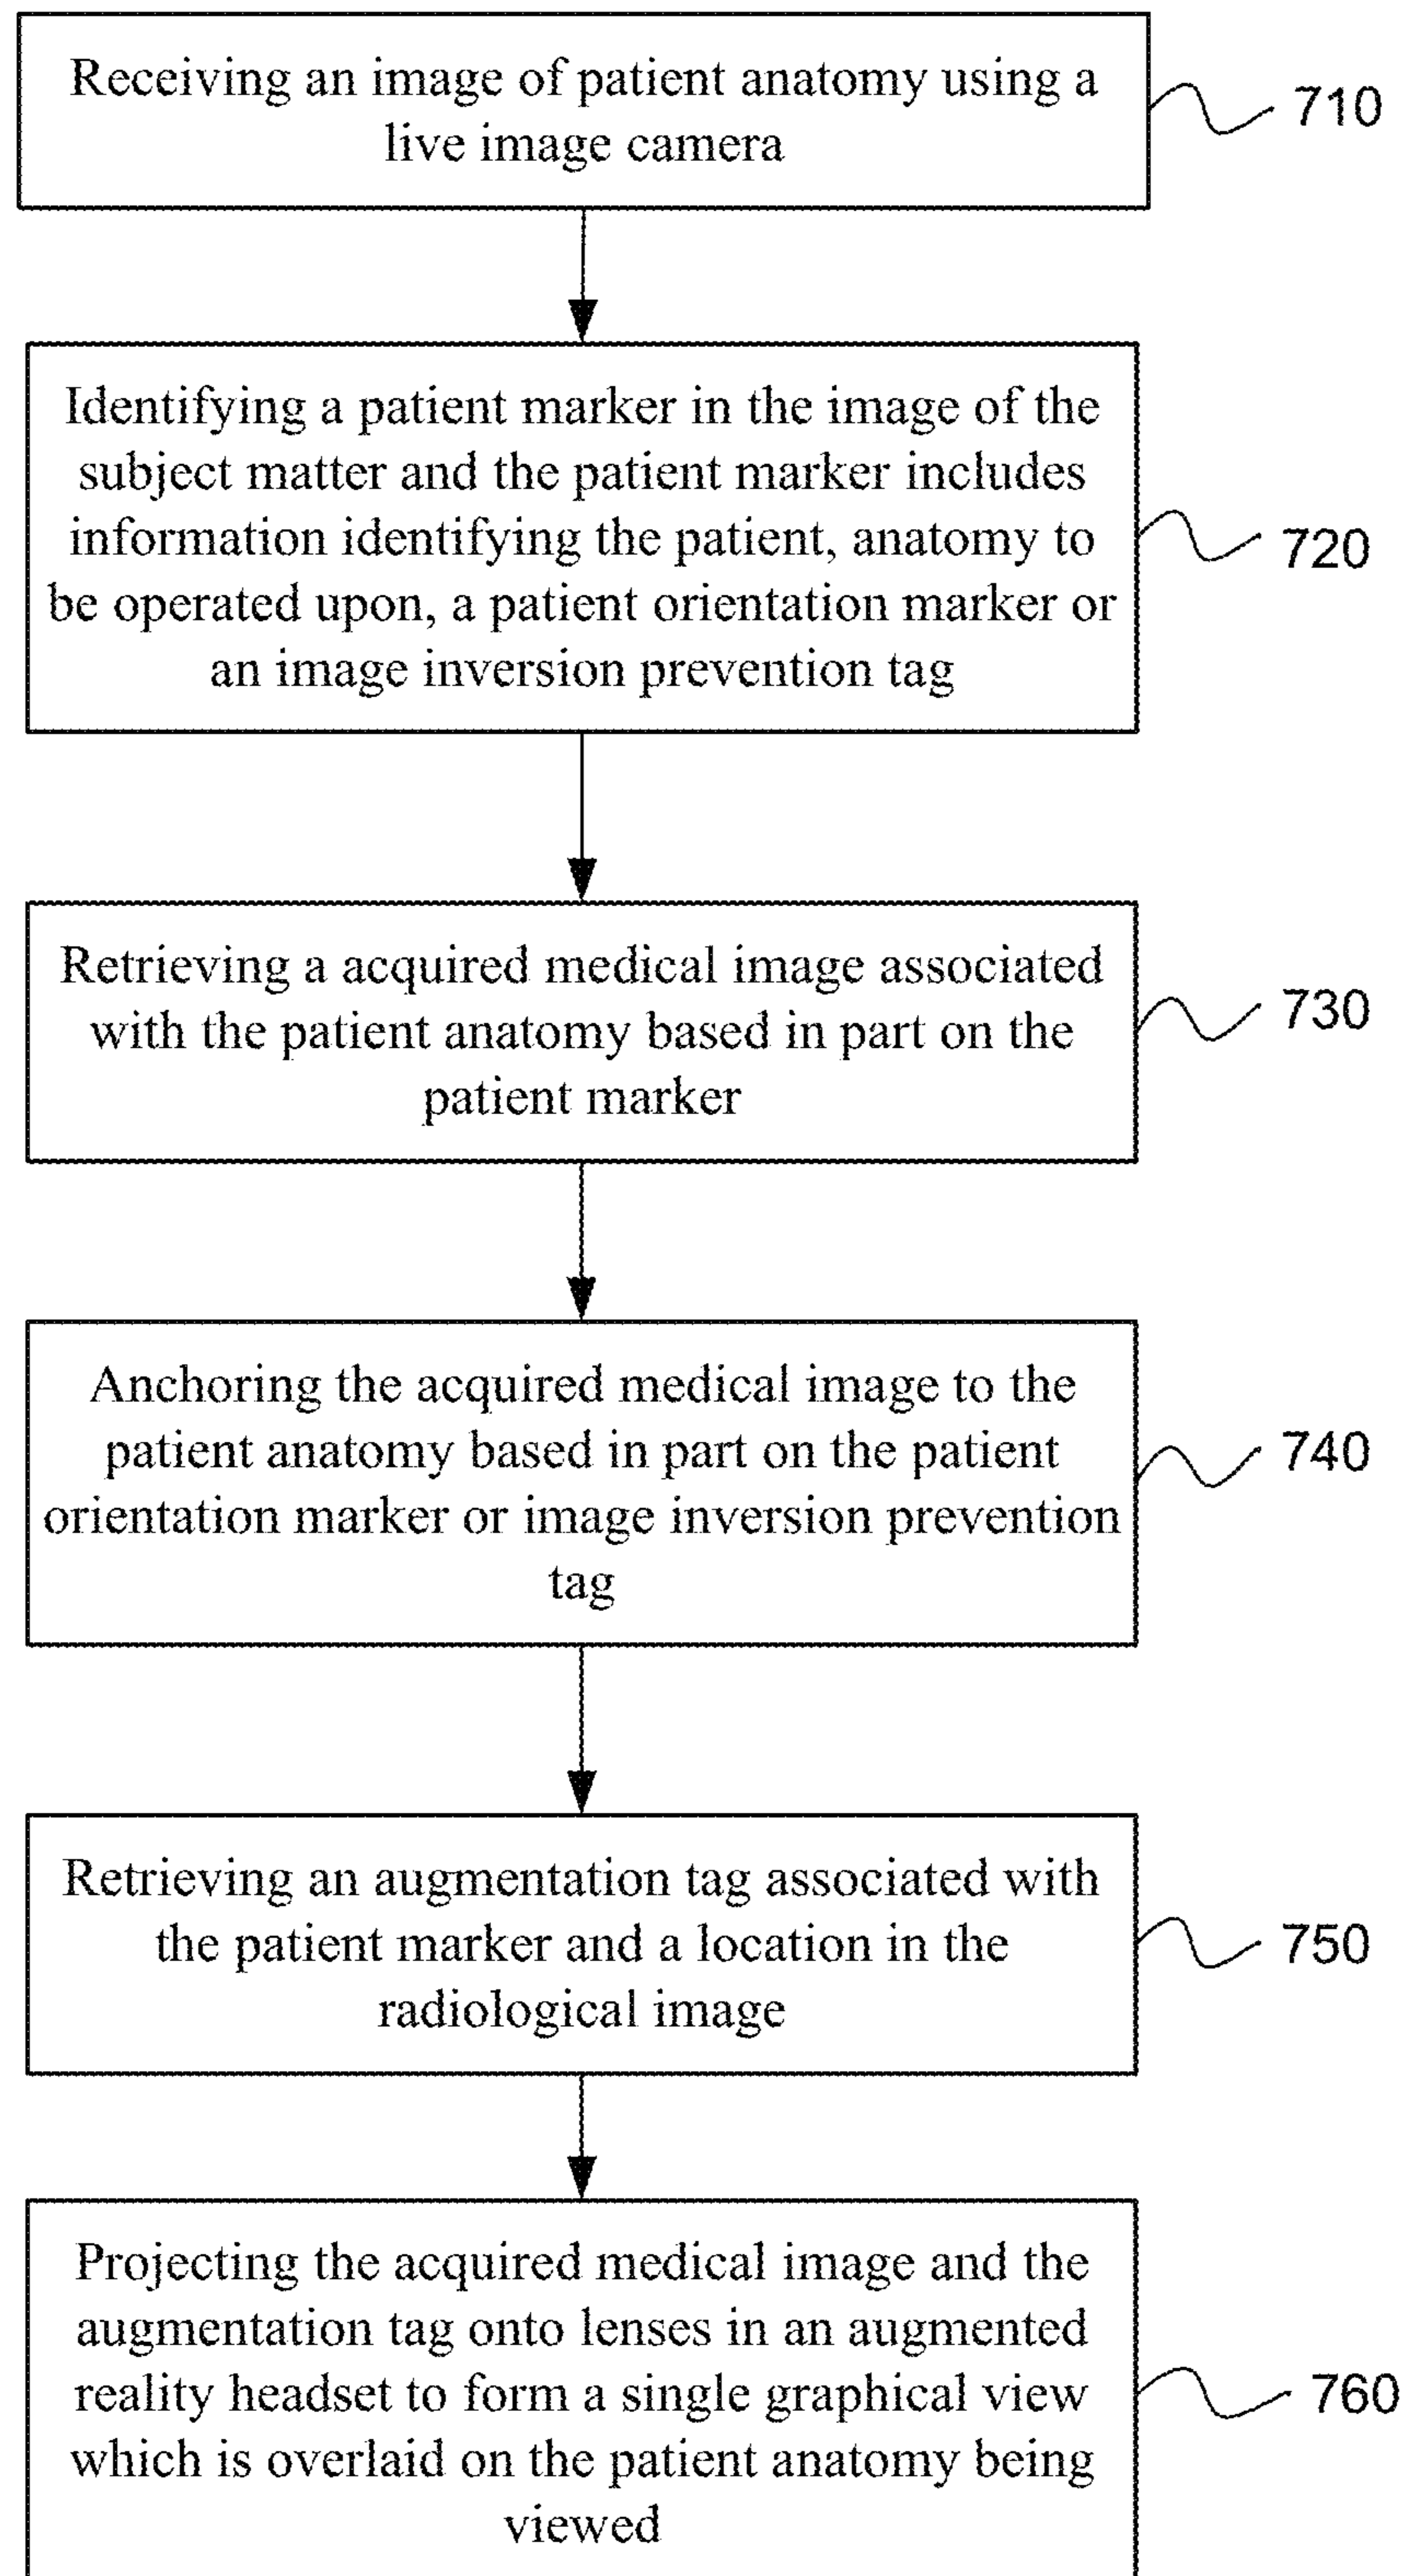 Receiving an image of patient anatomy using a
live image camera
710
Identifying a patient marker in the image of the
subject matter and the patient marker includes
information identifying the patient, anatomy to
be operated upon, a patient orientation marker or
an image inversion prevention tag
720
Retrieving a acquired medical image associated
with the patient anatomy based in part on the
patient marker
730
Anchoring the acquired medical image to the
patient anatomy based in part on the patient
orientation marker or image inversion prevention
tag
740
Retrieving an augmentation tag associated with
the patient marker and a location in the
radiological image
750
Projecting the acquired medical image and the
augmentation tag onto lenses in an augmented
reality headset to form a single graphical view
which is overlaid on the patient anatomy being
viewed
760